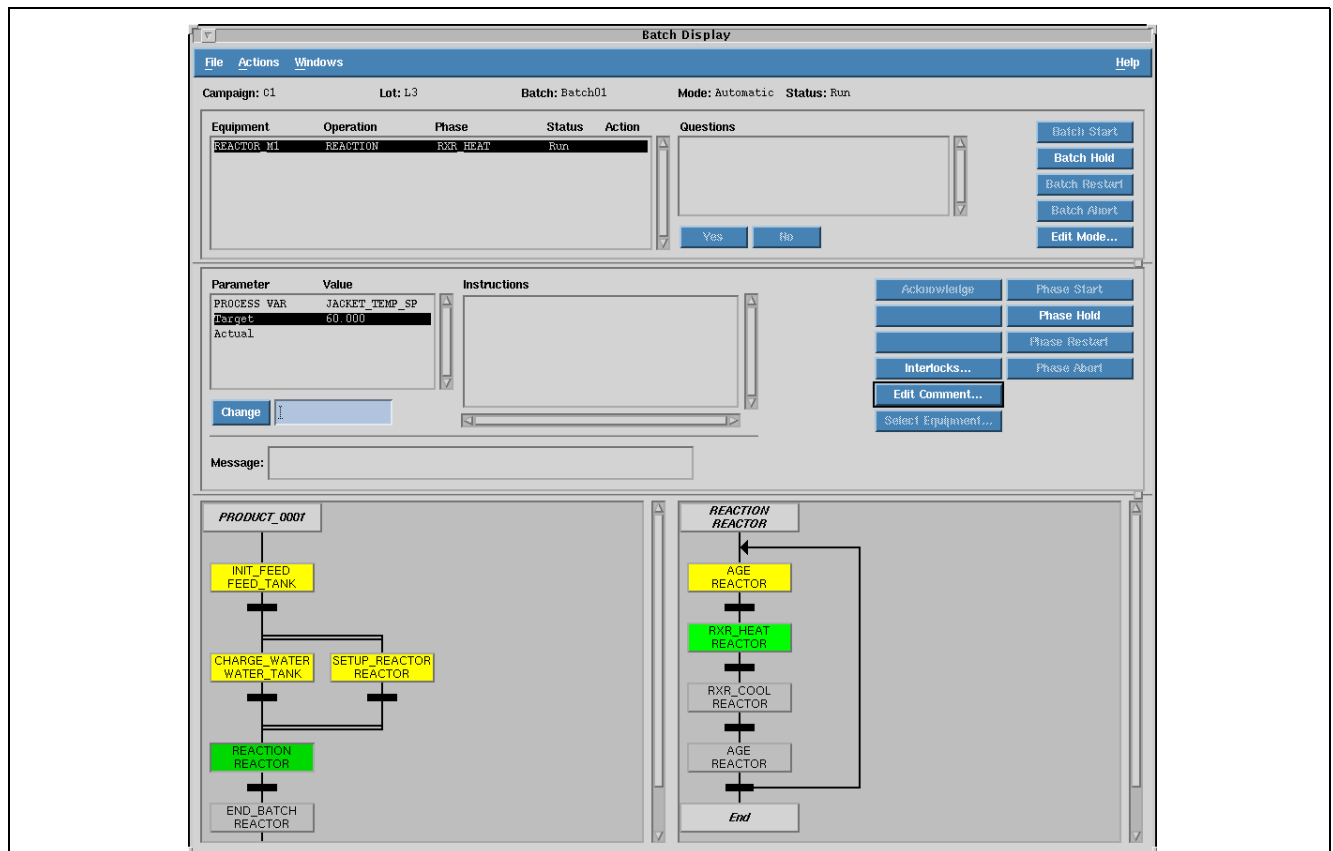 Batch Display
File Actions Windows Help
Campaign: C1 Lot: L3 Batch: Batch01 Mode: Automatic Status: Run
Equipment Operation Phase Status Action
REACTOR_M1 REACTION RXR_HEAT Run
Questions
Yes No
Batch Start
Batch Hold
Batch Restart
Batch Abort
Edit Mode...
Parameter Value
PROCESS VAR JACKET_TEMP_SP
Target 60.000
Actual
Change
Instructions
Message:
Acknowledge
Interlocks...
Edit Comment...
Select Equipment...
Phase Start
Phase Hold
Phase Restart
Phase Abort
PRODUCT_0001
INIT_FEED
FEED_TANK
CHARGE_WATER
WATER_TANK
SETUP_REACTOR
REACTOR
REACTION
REACTOR
END_BATCH
REACTOR
REACTION
REACTOR
AGE
REACTOR
RXR_HEAT
REACTOR
RXR_COOL
REACTOR
AGE
REACTOR
End